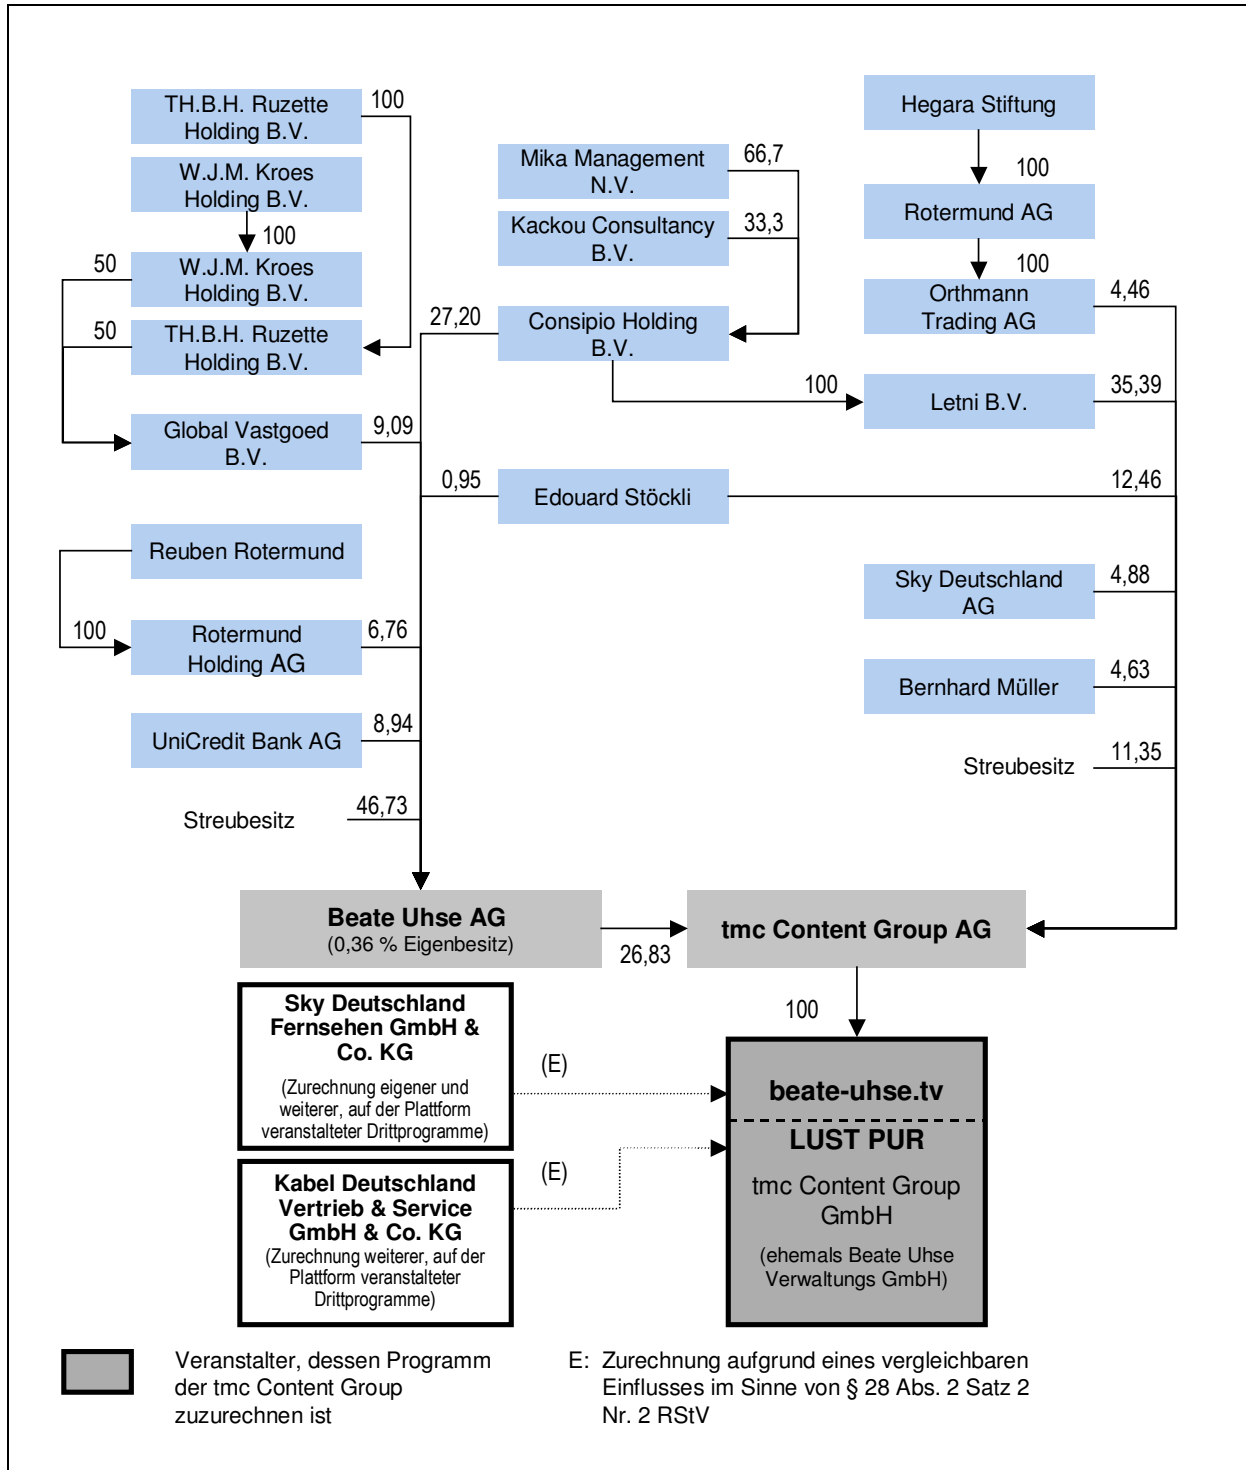 TH.B.H. Ruzette
Holding B.V.
100
W.J.M. Kroes
Holding B.V.
100
50
W.J.M. Kroes
Holding B.V.
50
TH.B.H. Ruzette
Holding B.V.
Global Vastgoed
B.V.
9,09
Reuben Rotermund
100
Rotermund
Holding AG
6,76
UniCredit Bank AG
8,94
Streubesitz
46,73
Mika Management
N.V.
66,7
Kackou Consultancy
B.V.
33,3
27,20
Consipio Holding
B.V.
100
0,95
Edouard Stöckli
12,46
Hegara Stiftung
100
Rotermund AG
100
Orthmann
Trading AG
4,46
Letni B.V.
35,39
Sky Deutschland
AG
4,88
Bernhard Müller
4,63
Streubesitz
11,35
Beate Uhse AG
(0,36 % Eigenbesitz)
26,83
tmc Content Group AG
100
Sky Deutschland
Fernsehen GmbH &
Co. KG
(Zurechnung eigener und
weiterer, auf der Plattform
veranstalteter Drittprogramme)
(E)
Kabel Deutschland
Vertrieb & Service
GmbH & Co. KG
(Zurechnung weiterer, auf der
Plattform veranstalteter
Drittprogramme)
(E)
beate-uhse.tv
LUST PUR
tmc Content Group
GmbH
(ehemals Beate Uhse
Verwaltungs GmbH)
Veranstalter, dessen Programm
der tmc Content Group
zuzurechnen ist
E: Zurechnung aufgrund eines vergleichbaren
Einflusses im Sinne von § 28 Abs. 2 Satz 2
Nr. 2 RStV